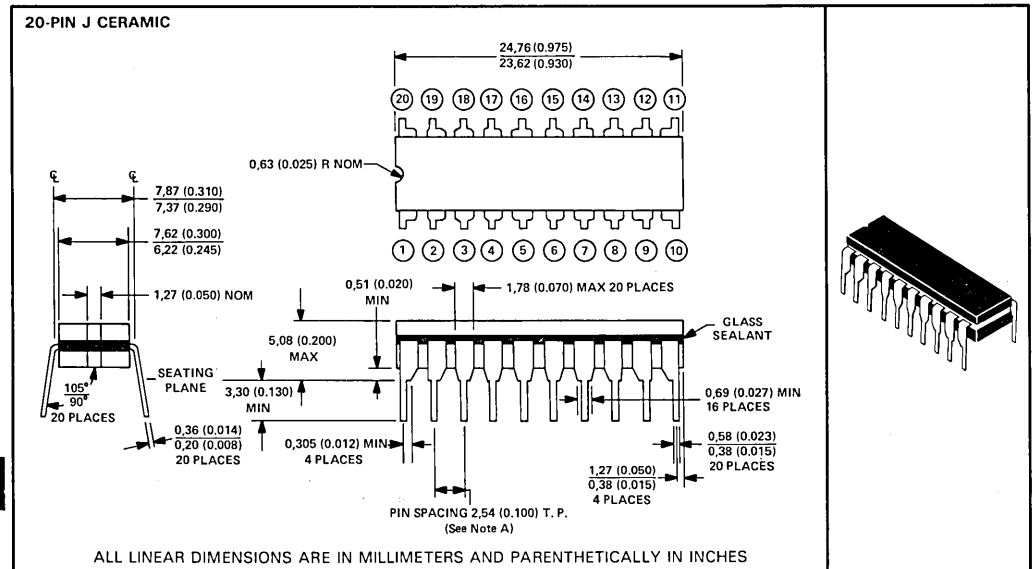 20-PIN J CERAMIC
24,76 (0.975)
23,62 (0.930)
20 19 18 17 16 15 14 13 12 11
0,63 (0.025) R NOM
1 2 3 4 5 6 7 8 9 10
℄ ℄
7,87 (0.310)
7,37 (0.290)
7,62 (0.300)
6,22 (0.245)
1,27 (0.050) NOM
105°
90°
20 PLACES
0,36 (0.014)
0,20 (0.008)
20 PLACES
SEATING
PLANE
0,51 (0.020)
MIN
1,78 (0.070) MAX 20 PLACES
5,08 (0.200)
MAX
GLASS
SEALANT
3,30 (0.130)
MIN
0,305 (0.012) MIN
4 PLACES
0,69 (0.027) MIN
16 PLACES
0,58 (0.023)
0,38 (0.015)
20 PLACES
1,27 (0.050)
0,38 (0.015)
4 PLACES
PIN SPACING 2,54 (0.100) T. P.
(See Note A)
ALL LINEAR DIMENSIONS ARE IN MILLIMETERS AND PARENTHETICALLY IN INCHES